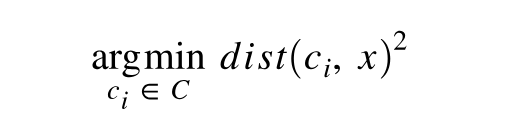 argmin dist(cᵢ, x)²
cᵢ ∈ C